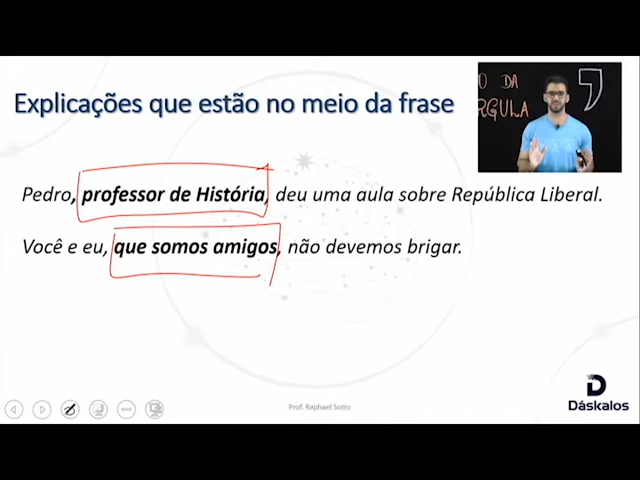 Explicações que estão no meio da frase
O DA
RGULA
Pedro, professor de História, deu uma aula sobre República Liberal.
Você e eu, que somos amigos, não devemos brigar.
Prof. Raphael Sotto
Dáskalos